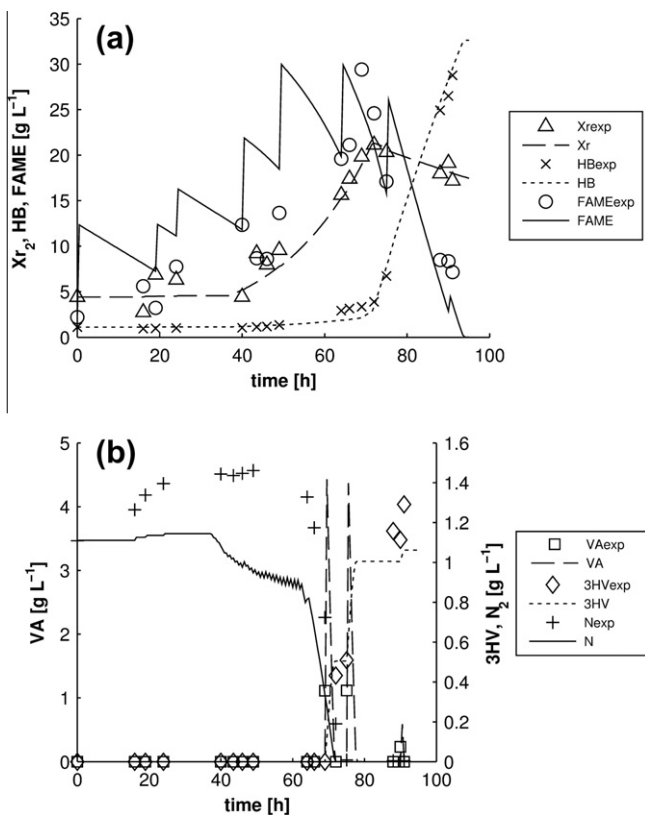 (a)
Xr₂, HB, FAME [g L⁻¹]
35
30
25
20
15
10
5
0
0 20 40 60 80 100
time [h]
Xrexp
Xr
HBexp
HB
FAMEexp
FAME
(b)
VA [g L⁻¹]
5
4
3
2
1
0
3HV, N₂ [g L⁻¹]
1.6
1.4
1.2
1
0.8
0.6
0.4
0.2
0
0 20 40 60 80 100
time [h]
VAexp
VA
3HVexp
3HV
Nexp
N